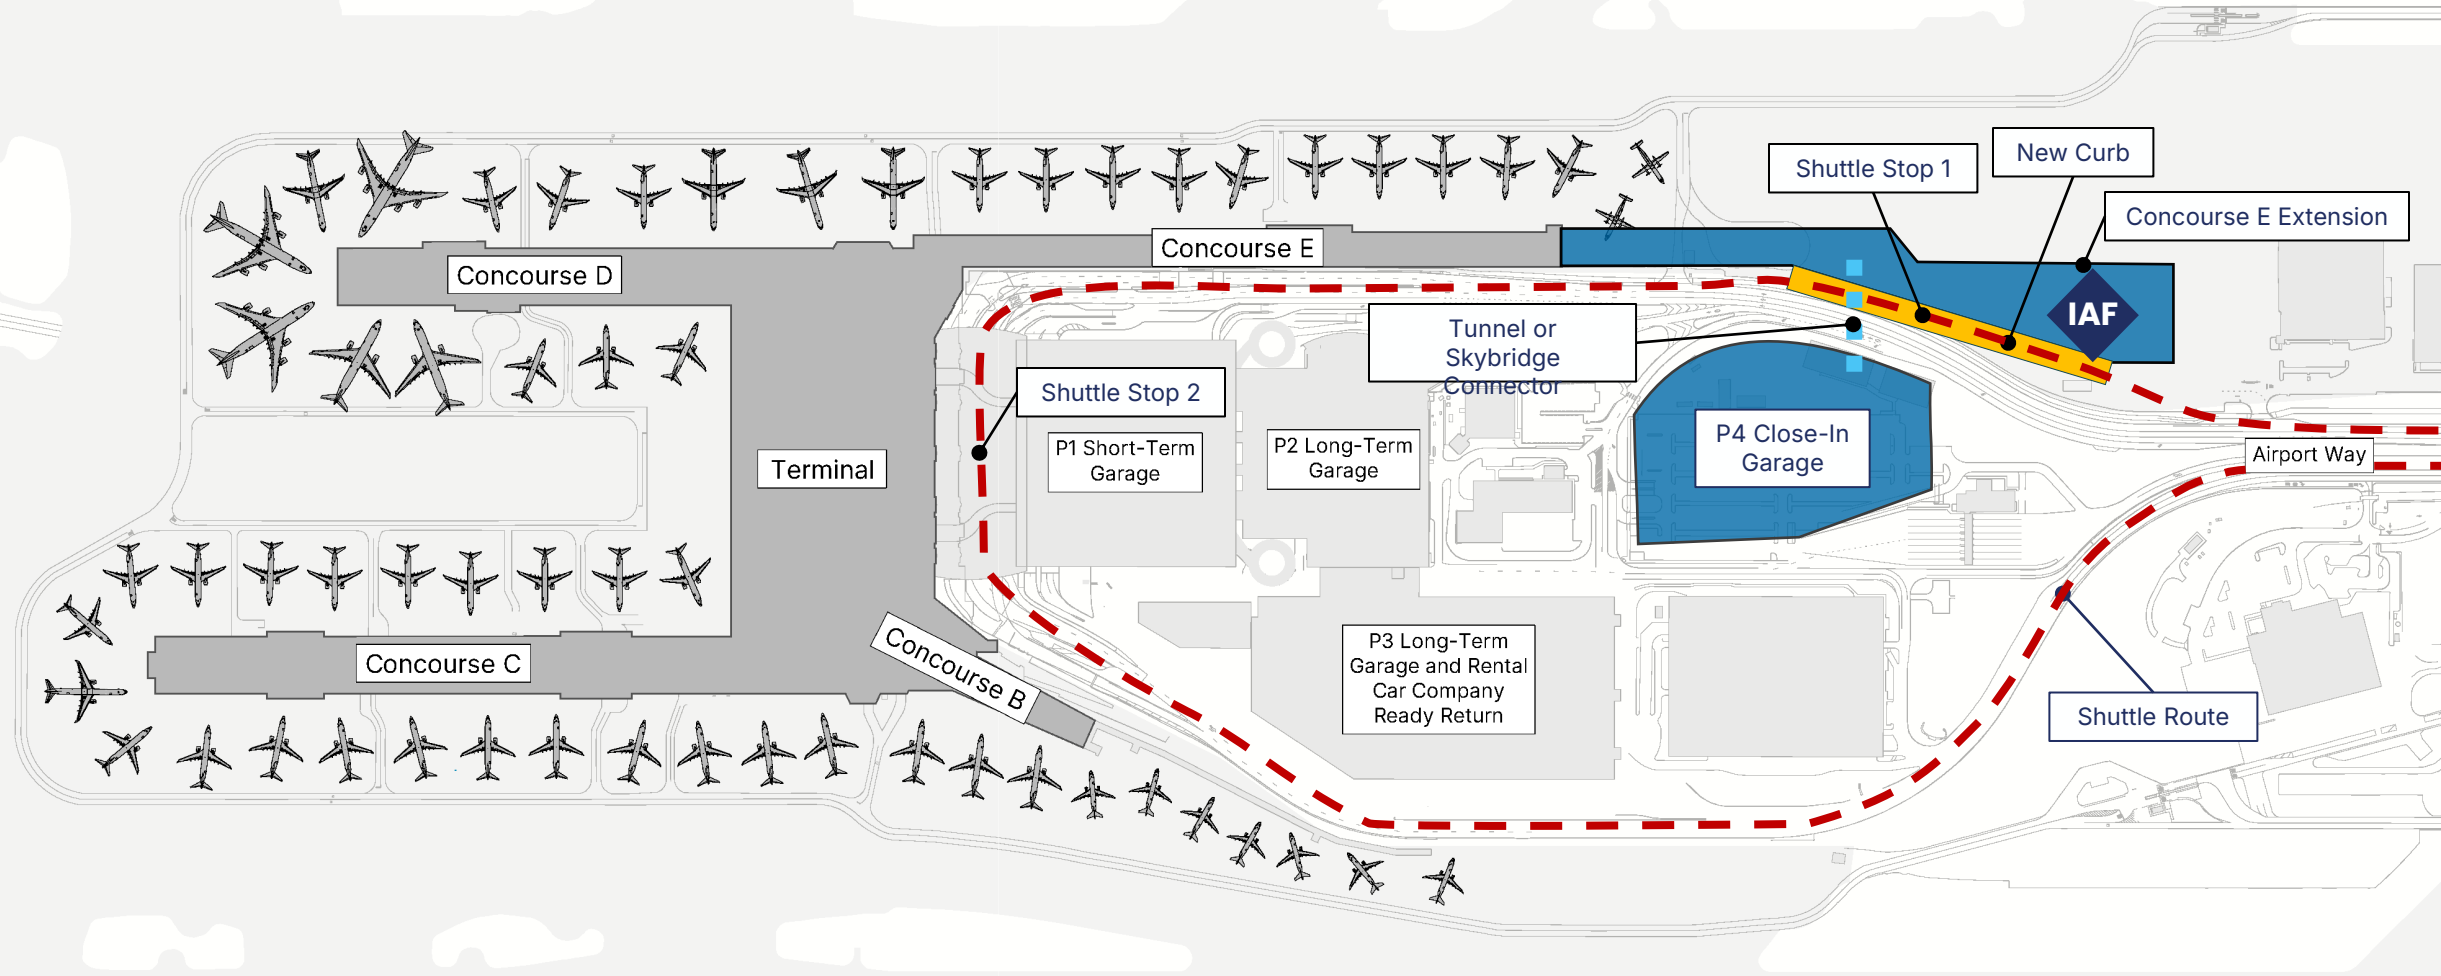 New Curb
Shuttle Stop 1
Concourse E Extension
Concourse E
Concourse D
IAF
Tunnel or
Skybridge
Connector
Shuttle Stop 2
P4 Close-In
Garage
P1 Short-Term
Garage
P2 Long-Term
Garage
Airport Way
Terminal
Concourse C
Concourse B
P3 Long-Term
Garage and Rental
Car Company
Ready Return
Shuttle Route